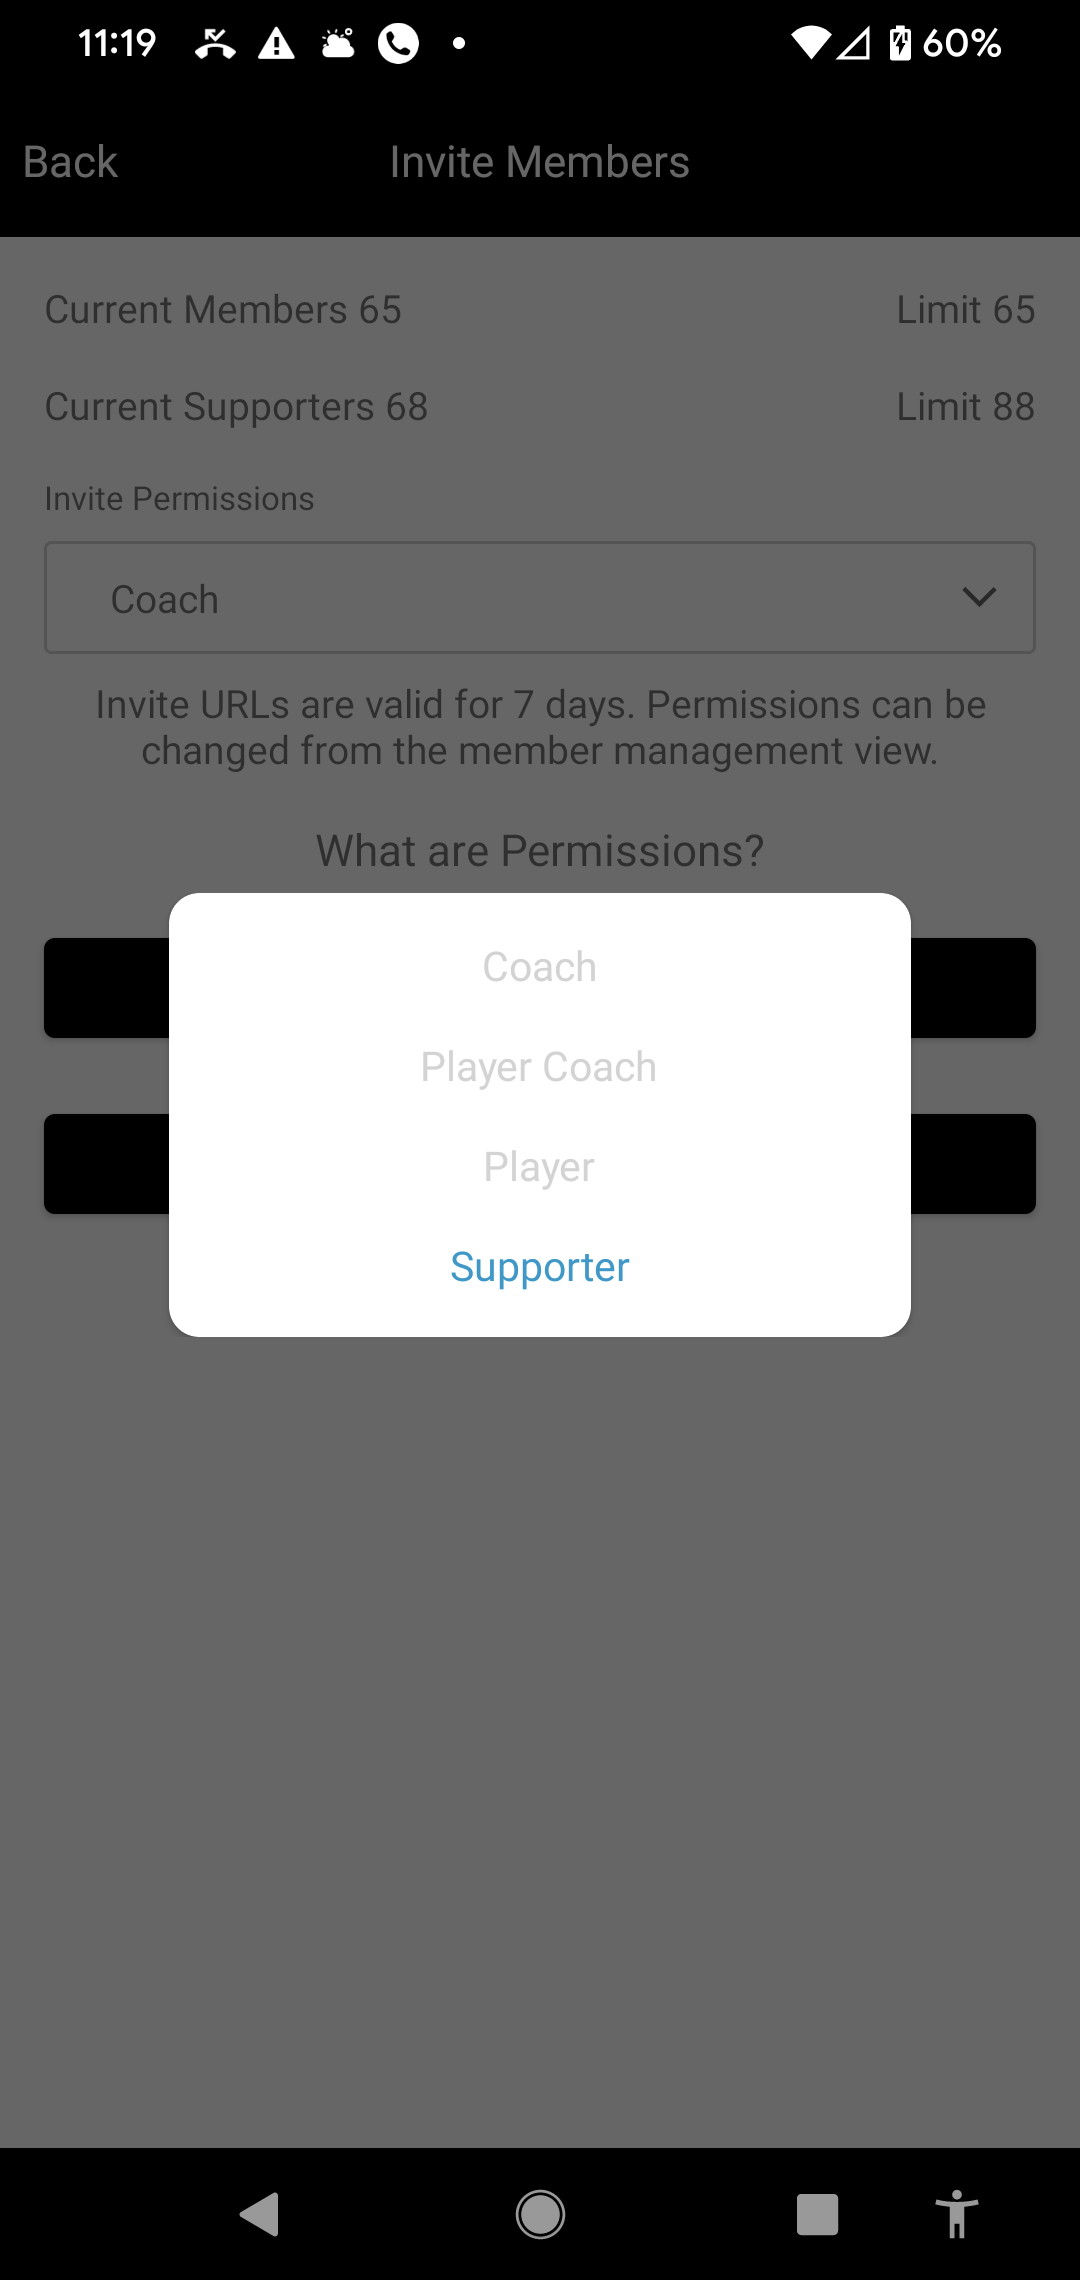 11:19
60%
Back
Invite Members
Current Members 65
Limit 65
Current Supporters 68
Limit 88
Invite Permissions
Coach
Invite URLs are valid for 7 days. Permissions can be
changed from the member management view.
What are Permissions?
Coach
Player Coach
Player
Supporter